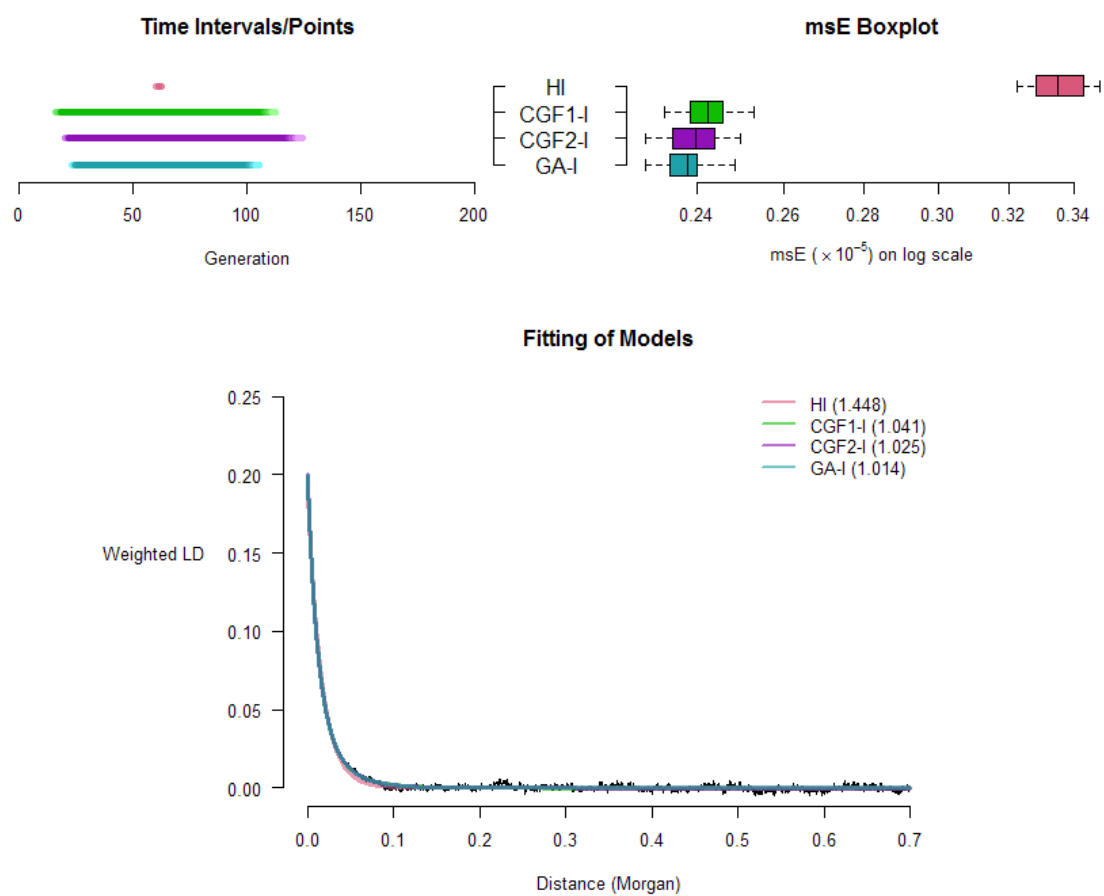 Time Intervals/Points
msE Boxplot
HI
CGF1-I
CGF2-I
GA-I
0 50 100 150 200
Generation
0.24 0.26 0.28 0.30 0.32 0.34
msE (×10⁻⁵) on log scale
Fitting of Models
HI (1.448)
CGF1-I (1.041)
CGF2-I (1.025)
GA-I (1.014)
Weighted LD
0.25
0.20
0.15
0.10
0.05
0.00
0.0 0.1 0.2 0.3 0.4 0.5 0.6 0.7
Distance (Morgan)